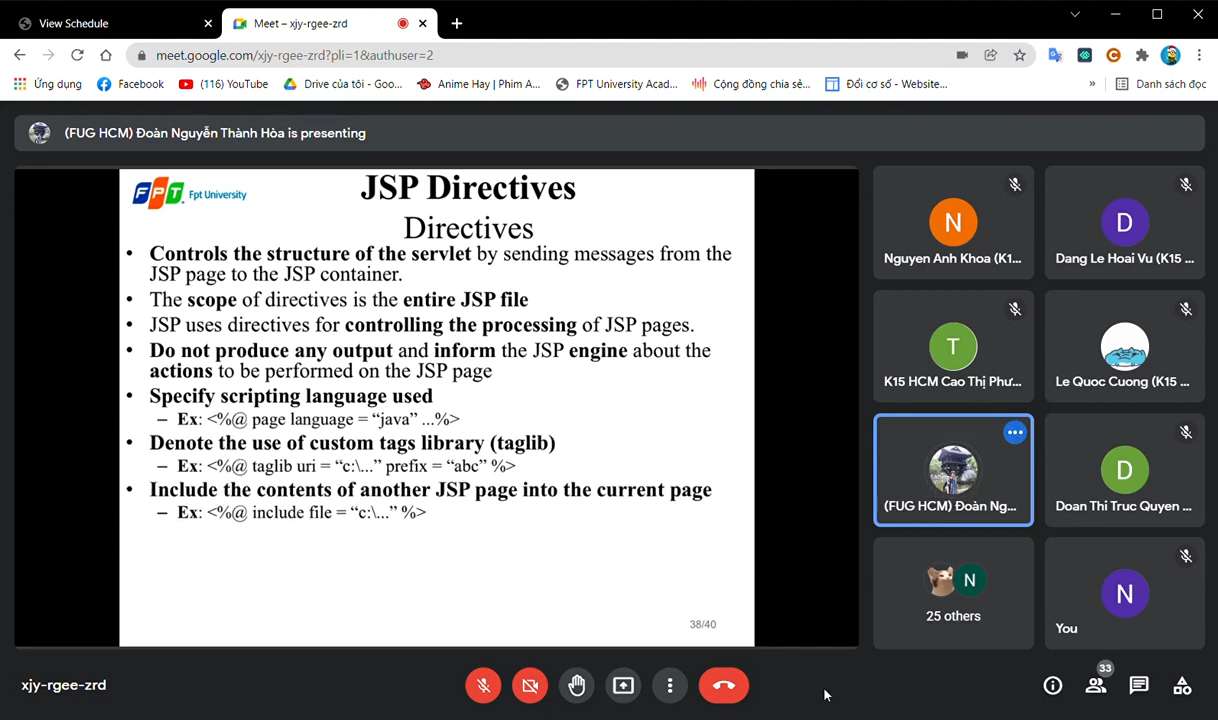 View Schedule
Meet – xjy-rgee-zrd
meet.google.com/xjy-rgee-zrd?pli=1&authuser=2
Ứng dụng
Facebook
(116) YouTube
Drive của tôi - Goo...
Anime Hay | Phim A...
FPT University Acad...
Cộng đồng chia sẻ...
Đổi cơ sở - Website...
»
Danh sách đọc
(FUG HCM) Đoàn Nguyễn Thành Hòa is presenting
FPT Fpt University
JSP Directives
Directives
• Controls the structure of the servlet by sending messages from the
JSP page to the JSP container.
• The scope of directives is the entire JSP file
• JSP uses directives for controlling the processing of JSP pages.
• Do not produce any output and inform the JSP engine about the
actions to be performed on the JSP page
• Specify scripting language used
– Ex: <%@ page language = “java” ...%>
• Denote the use of custom tags library (taglib)
– Ex: <%@ taglib uri = “c:\...” prefix = “abc” %>
• Include the contents of another JSP page into the current page
– Ex: <%@ include file = “c:\...” %>
38/40
N
Nguyen Anh Khoa (K1...
D
Dang Le Hoai Vu (K15 ...
T
K15 HCM Cao Thị Phư...
Le Quoc Cuong (K15 ...
(FUG HCM) Đoàn Ng...
D
Doan Thi Truc Quyen ...
N
25 others
N
You
xjy-rgee-zrd
33